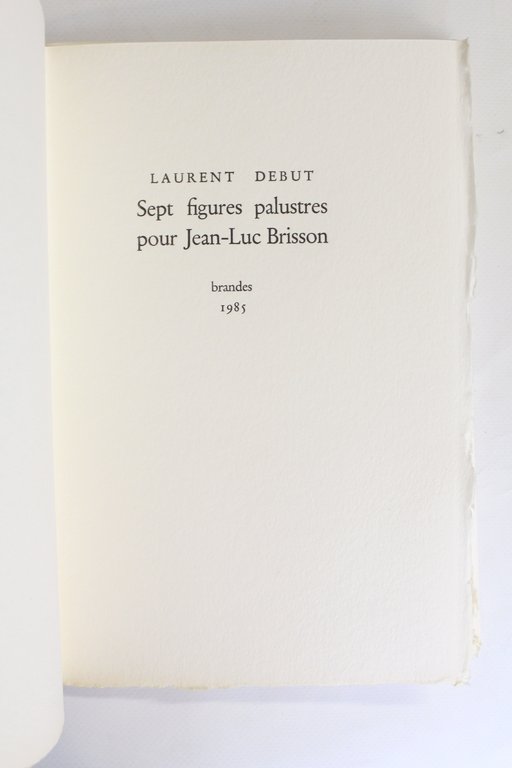 LAURENT DEBUT
Sept figures palustres
pour Jean-Luc Brisson
brandes
1985